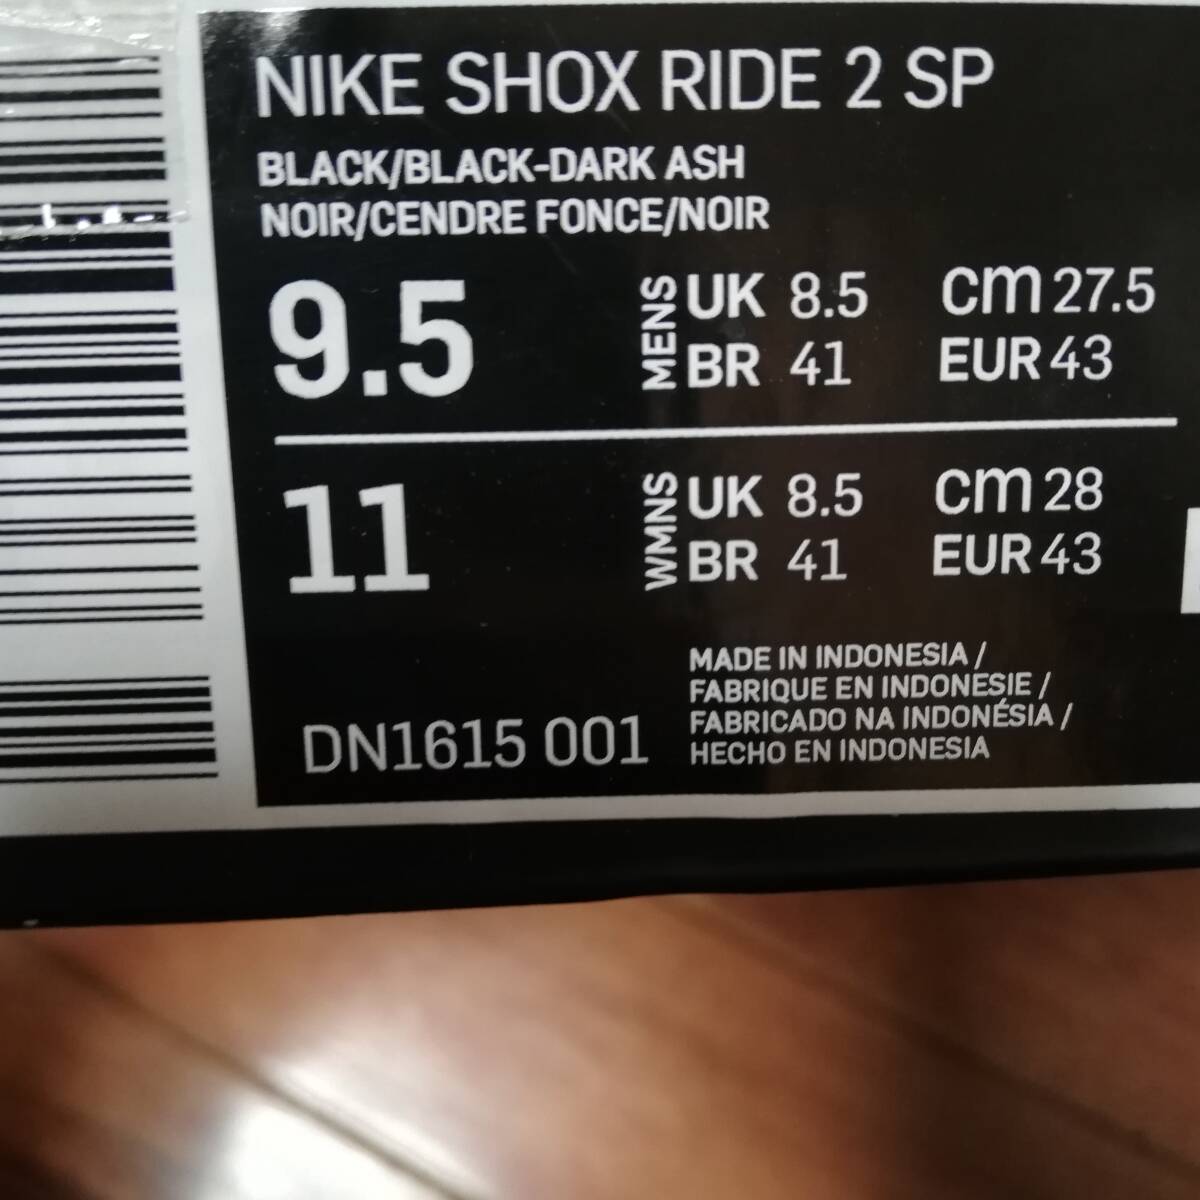 NIKE SHOX RIDE 2 SP
BLACK/BLACK-DARK ASH
NOIR/CENDRE FONCE/NOIR
9.5 MENS UK 8.5 cm 27.5
BR 41 EUR 43
11 WMNS UK 8.5 cm 28
BR 41 EUR 43
DN1615 001
MADE IN INDONESIA /
FABRIQUE EN INDONESIE /
FABRICADO NA INDONÉSIA /
HECHO EN INDONESIA